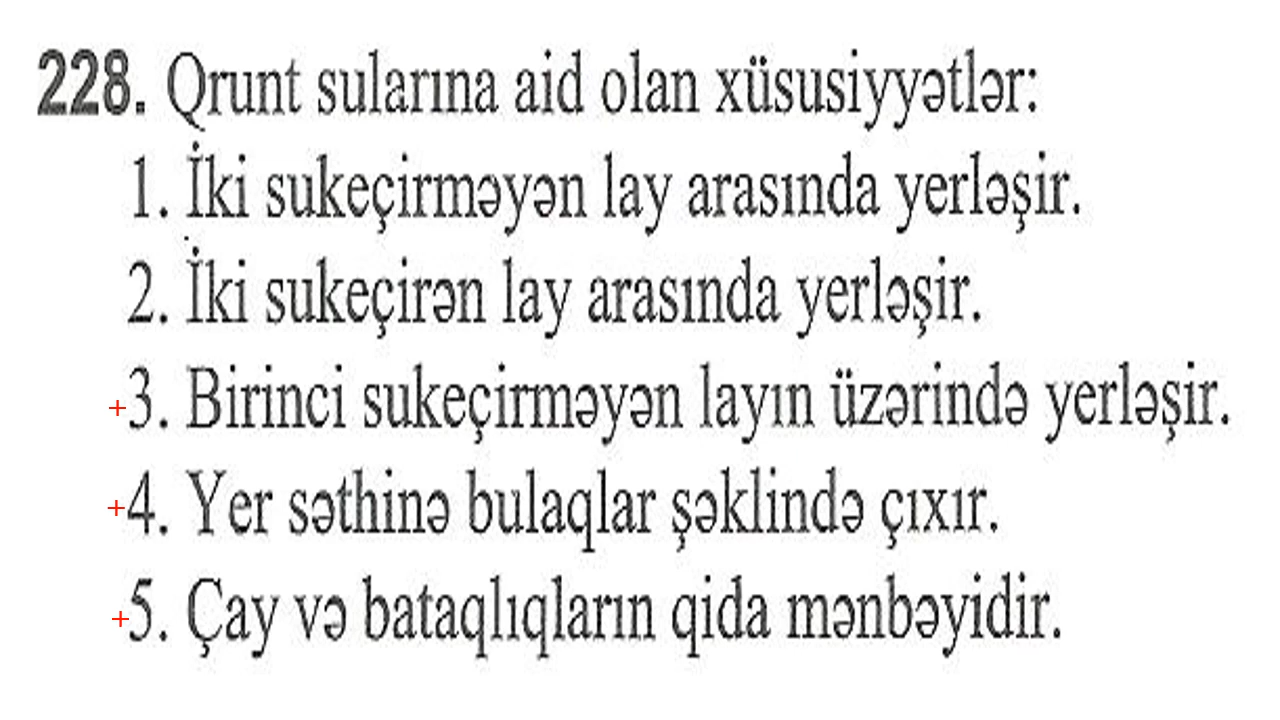 228. Qrunt sularına aid olan xüsusiyyətlər:
1. İki sukeçirməyən lay arasında yerləşir.
2. İki sukeçirən lay arasında yerləşir.
+3. Birinci sukeçirməyən layın üzərində yerləşir.
+4. Yer səthinə bulaqlar şəklində çıxır.
+5. Çay və bataqlıqların qida mənbəyidir.